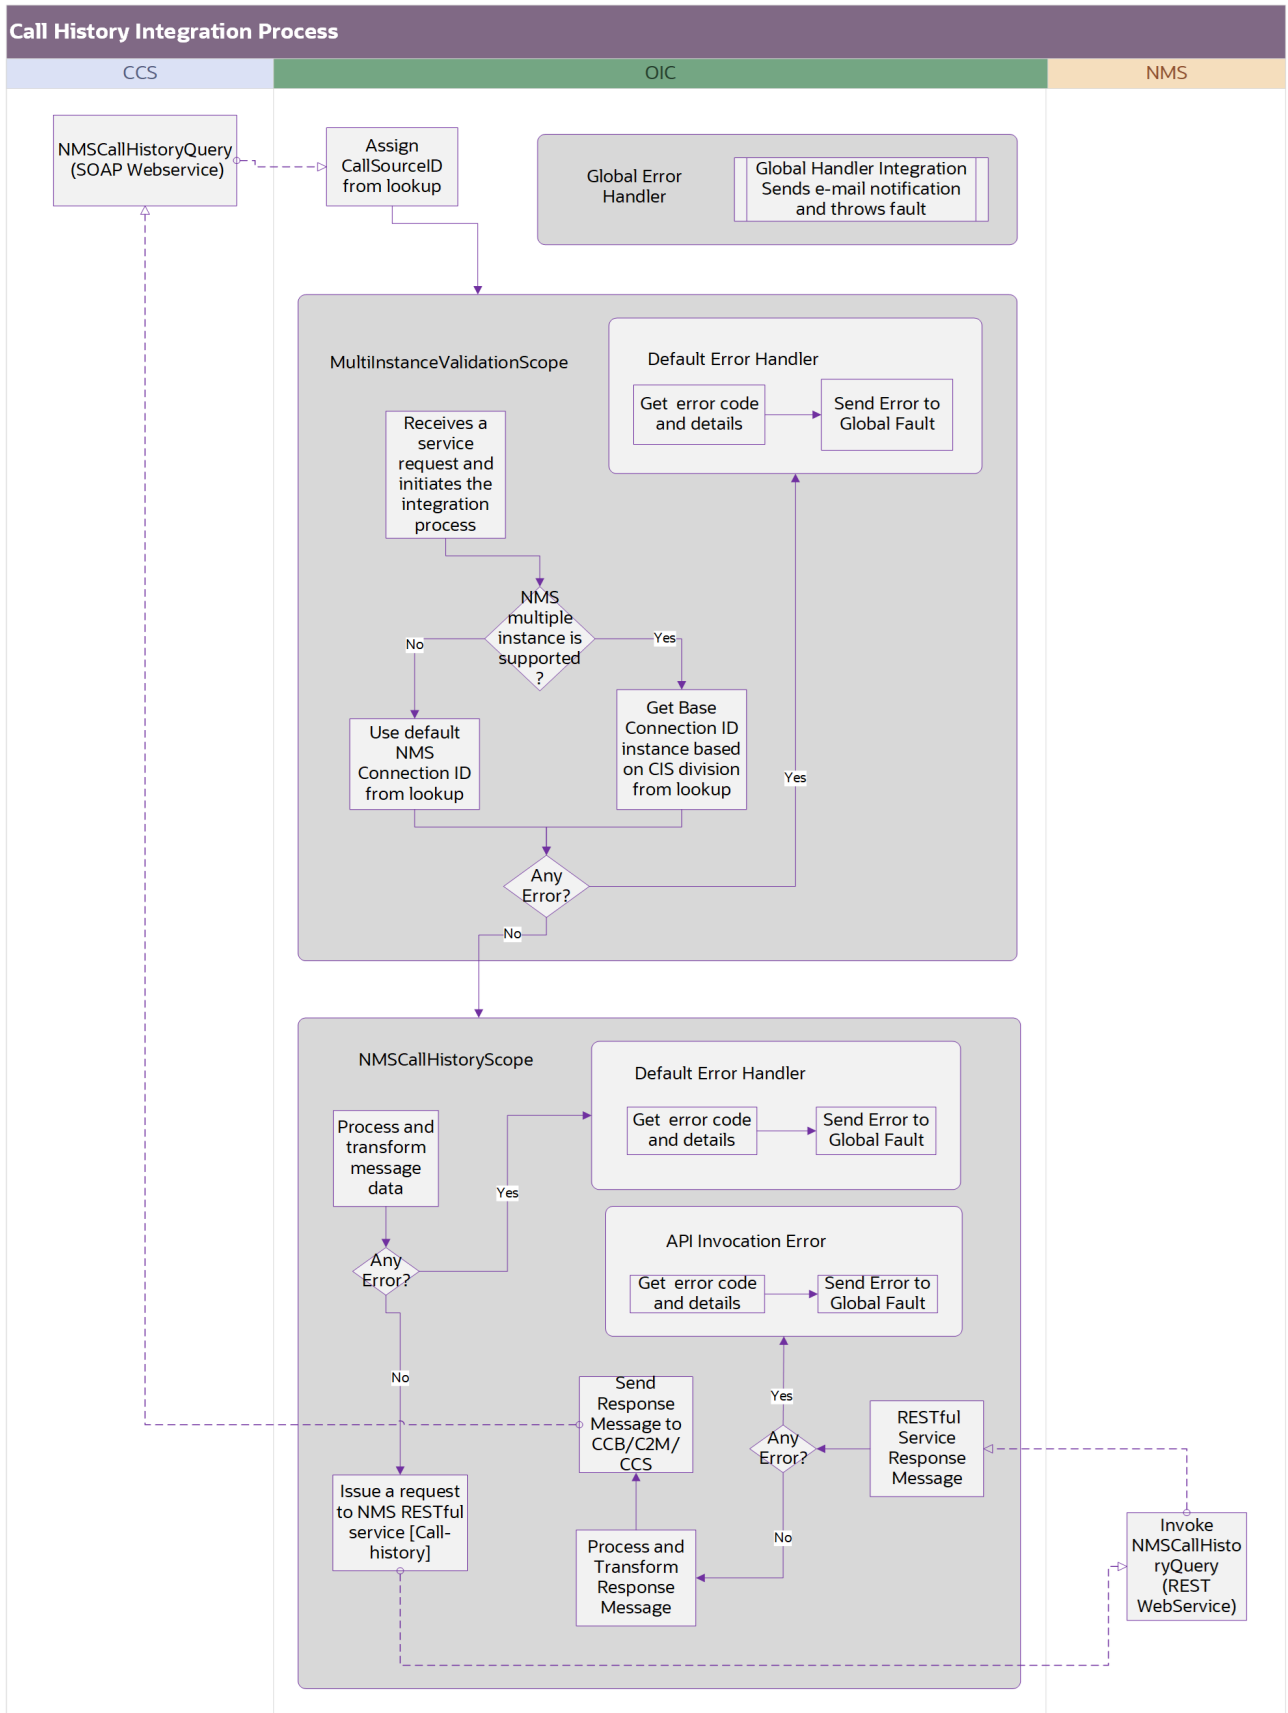 Call History Integration Process
CCS
OIC
NMS
NMSCallHistoryQuery
(SOAP Webservice)
Assign
CallSourceID
from lookup
Global Error
Handler
Global Handler Integration
Sends e-mail notification
and throws fault
MultiInstanceValidationScope
Default Error Handler
Get  error code
and details
Send Error to
Global Fault
Receives a
service
request and
initiates the
integration
process
NMS
multiple
instance is
supported
?
No
Yes
Use default
NMS
Connection ID
from lookup
Get Base
Connection ID
instance based
on CIS division
from lookup
Yes
Any
Error?
No
NMSCallHistoryScope
Default Error Handler
Get  error code
and details
Send Error to
Global Fault
Process and
transform
message
data
Yes
Any
Error?
API Invocation Error
Get  error code
and details
Send Error to
Global Fault
No
Yes
Send
Response
Message to
CCB/C2M/
CCS
Any
Error?
RESTful
Service
Response
Message
Issue a request
to NMS RESTful
service [Call-
history]
No
Process and
Transform
Response
Message
Invoke
NMSCallHisto
ryQuery
(REST
WebService)